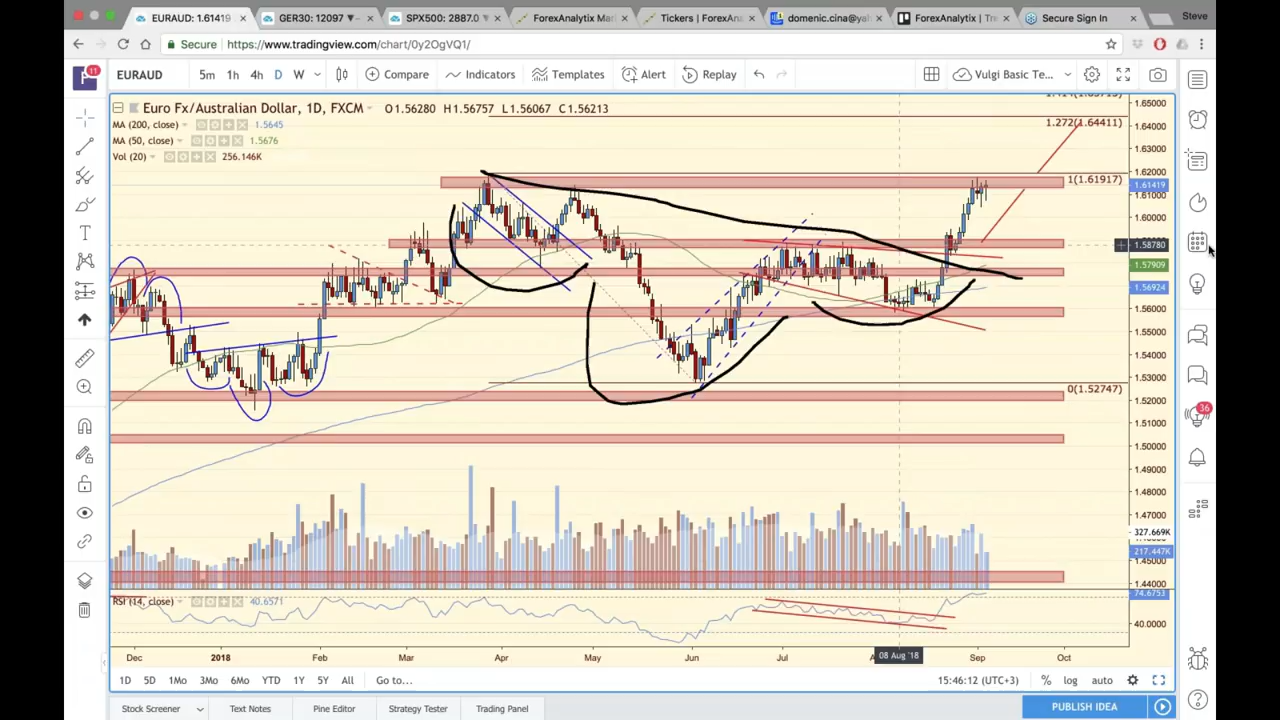 EURAUD: 1.61419
GER30: 12097
SPX500: 2887.0
ForexAnalytix Ma
Tickers | ForexAna
domenic.cina@ya
ForexAnalytix | Tre
Secure Sign In
Steve
Secure https://www.tradingview.com/chart/0y2OgVQ1/
11
EURAUD 5m 1h 4h D W Compare Indicators Templates Alert Replay Vulgi Basic Te...
Euro Fx/Australian Dollar, 1D, FXCM O1.56280 H1.56757 L1.56067 C1.56213
MA (200, close) 1.5645
MA (50, close) 1.5676
Vol (20) 256.146K
1.65000
1.272(1.64411)
1.64000
1.63000
1.62000
1(1.61917)
1.61419
1.61000
1.60000
1.58780
1.57909
1.56924
1.56000
1.55000
1.54000
1.53000
0(1.52747)
1.52000
1.51000
1.50000
1.49000
1.48000
1.47000
327.669K
217.447K
1.45000
1.44000
RSI (14, close) 40.6571
74.6753
40.0000
36
Dec 2018 Feb Mar Apr May Jun Jul 08 Aug '18 Sep Oct
1D 5D 1Mo 3Mo 6Mo YTD 1Y 5Y All Go to... 15:46:12 (UTC+3) % log auto
Stock Screener Text Notes Pine Editor Strategy Tester Trading Panel PUBLISH IDEA